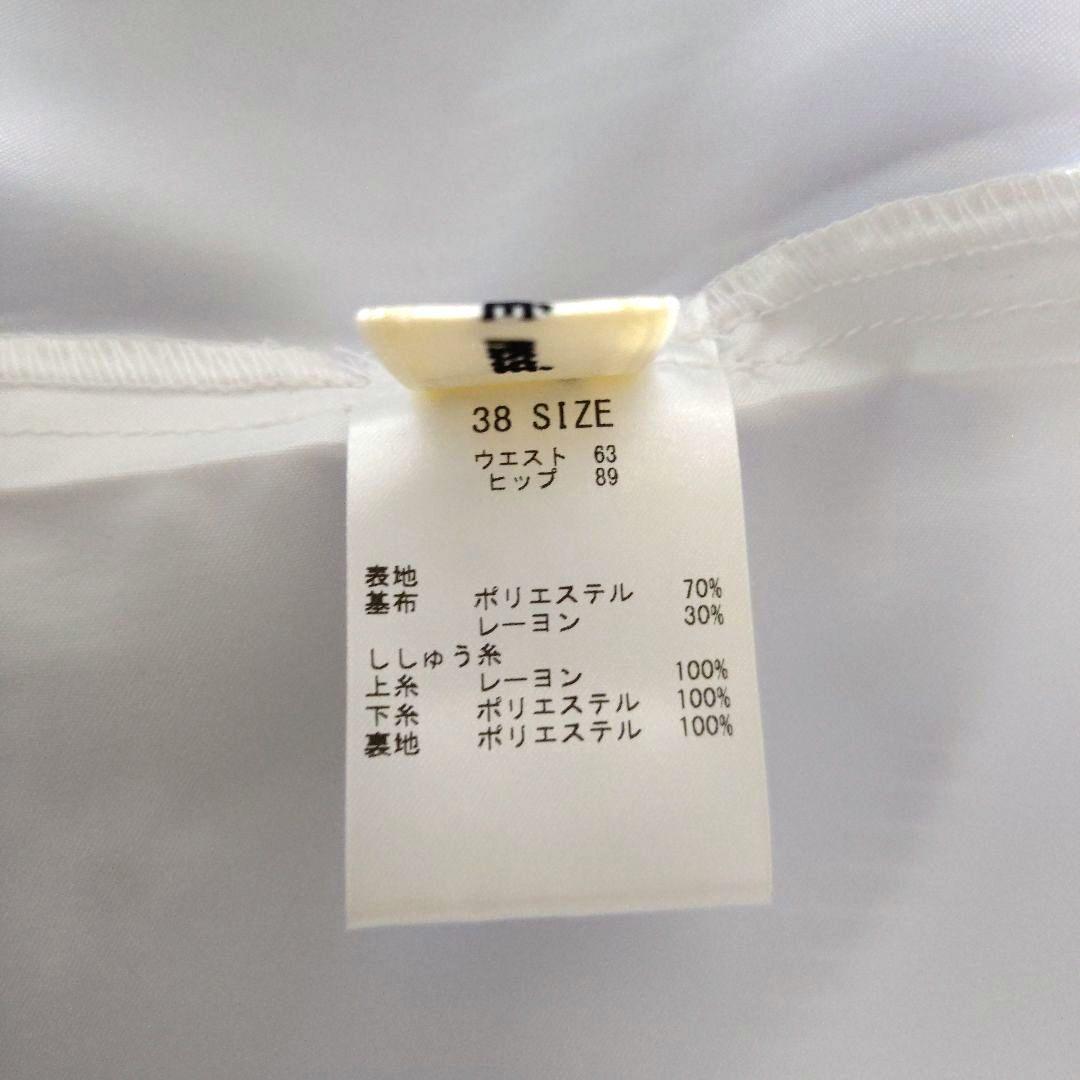 38 SIZE
ウエスト 63
ヒップ 89
表地
基布 ポリエステル 70%
レーヨン 30%
ししゅう糸
上糸 レーヨン 100%
下糸 ポリエステル 100%
裏地 ポリエステル 100%